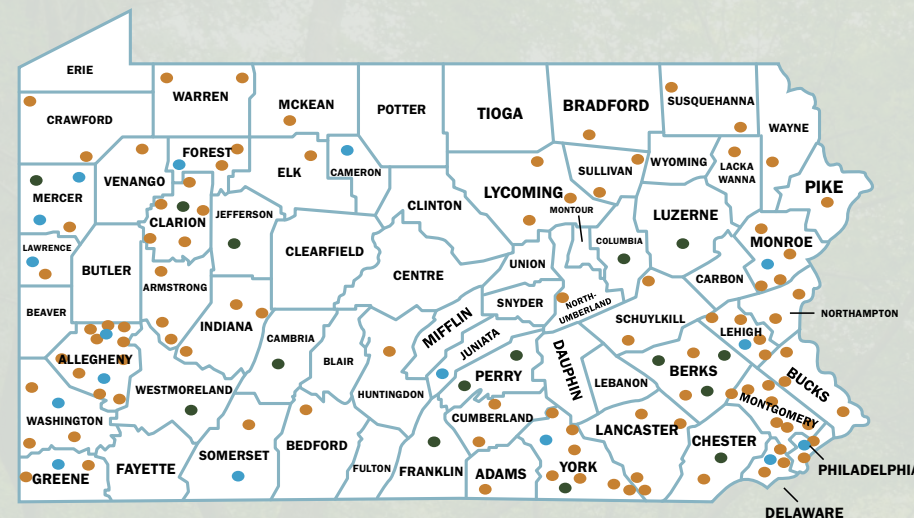 ERIE
CRAWFORD
WARREN
MCKEAN
POTTER
TIOGA
BRADFORD
SUSQUEHANNA
WAYNE
FOREST
ELK
CAMERON
SULLIVAN
WYOMING
LACKA
WANNA
PIKE
MERCER
VENANGO
CLARION
JEFFERSON
CLINTON
LYCOMING
MONTOUR
COLUMBIA
LUZERNE
MONROE
LAWRENCE
BUTLER
CLEARFIELD
CENTRE
UNION
CARBON
ARMSTRONG
SNYDER
NORTH-
UMBERLAND
BEAVER
INDIANA
MIFFLIN
JUNIATA
SCHUYLKILL
NORTHAMPTON
LEHIGH
ALLEGHENY
CAMBRIA
BLAIR
PERRY
DAUPHIN
LEBANON
BERKS
BUCKS
WESTMORELAND
HUNTINGDON
WASHINGTON
CUMBERLAND
LANCASTER
MONTGOMERY
CHESTER
GREENE
FAYETTE
SOMERSET
BEDFORD
FULTON
FRANKLIN
ADAMS
YORK
PHILADELPHIA
DELAWARE